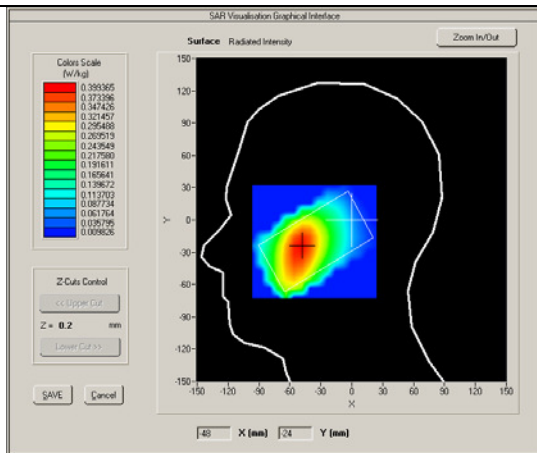 SAR Visualisation Graphical Interface
Surface Radiated Intensity
Zoom In/Out
Colors Scale
(W/kg)
0.399365
0.373396
0.347426
0.321457
0.295488
0.269519
0.243549
0.217580
0.191611
0.165641
0.139672
0.113703
0.087734
0.061764
0.035795
0.009826
Z-Cuts Control
<< Upper Cut
Z = 0.2 mm
Lower Cut >>
SAVE Cancel
150
120
90
60
30
Y 0
-30
-60
-90
-120
-150
-150 -120 -90 -60 -30 0 30 60 90 120 150
X
-48 X (mm) -24 Y (mm)